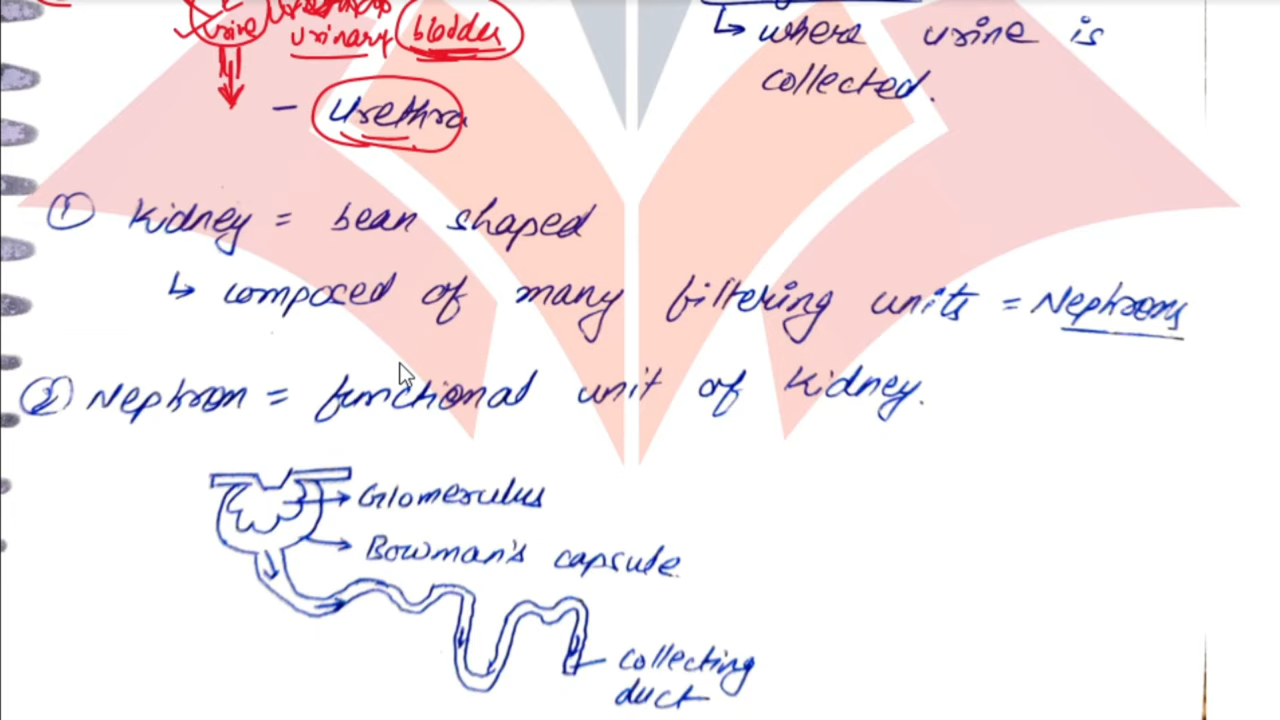 urine
urinary bladder
↳ where urine is
collected.
- Urethra
① Kidney = bean shaped
↳ composed of many filtering units = Nephrons
② Nephron = functional unit of kidney.
Glomerulus
Bowman's capsule
collecting
duct